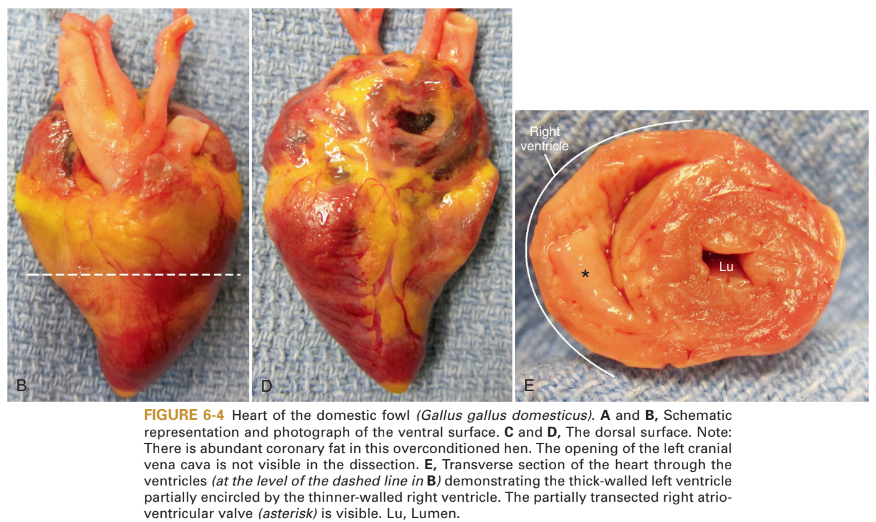 Right
ventricle
*
Lu
B
D
E
FIGURE 6-4 Heart of the domestic fowl (Gallus gallus domesticus). A and B, Schematic
representation and photograph of the ventral surface. C and D, The dorsal surface. Note:
There is abundant coronary fat in this overconditioned hen. The opening of the left cranial
vena cava is not visible in the dissection. E, Transverse section of the heart through the
ventricles (at the level of the dashed line in B) demonstrating the thick-walled left ventricle
partially encircled by the thinner-walled right ventricle. The partially transected right atrio-
ventricular valve (asterisk) is visible. Lu, Lumen.